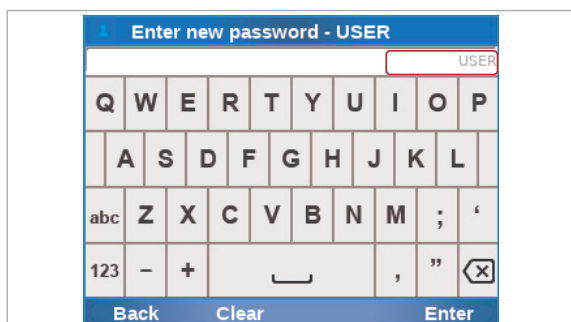 Enter new password - USER
USER
Q W E R T Y U I O P
A S D F G H J K L
abc Z X C V B N M ; ‘
123 - + , ”
Back Clear Enter